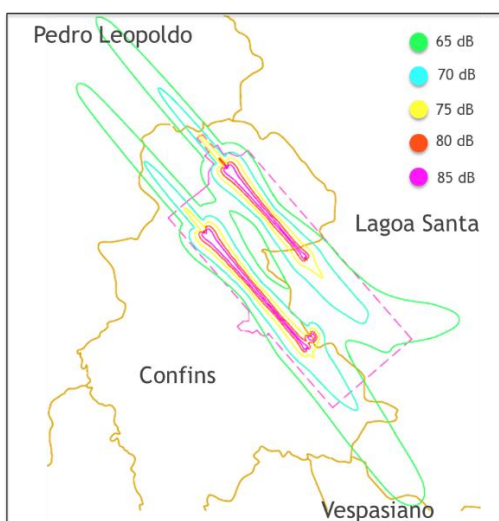 Pedro Leopoldo
65 dB
70 dB
75 dB
80 dB
85 dB
Lagoa Santa
Confins
Vespasiano